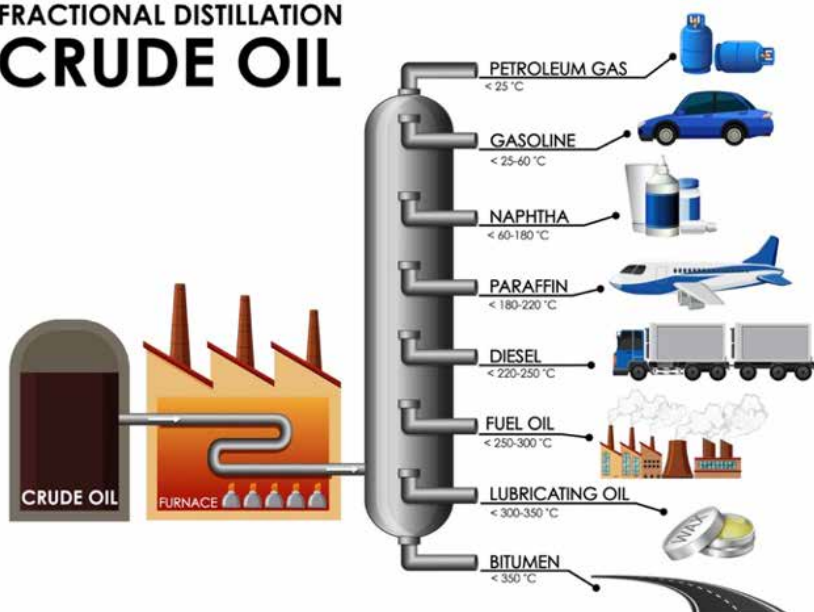 FRACTIONAL DISTILLATION
CRUDE OIL
PETROLEUM GAS
< 25 °C
GASOLINE
< 25-60 °C
NAPHTHA
< 60-180 °C
PARAFFIN
< 180-220 °C
DIESEL
< 220-250 °C
FUEL OIL
< 250-300 °C
LUBRICATING OIL
< 300-350 °C
BITUMEN
< 350 °C
CRUDE OIL
FURNACE
WAX